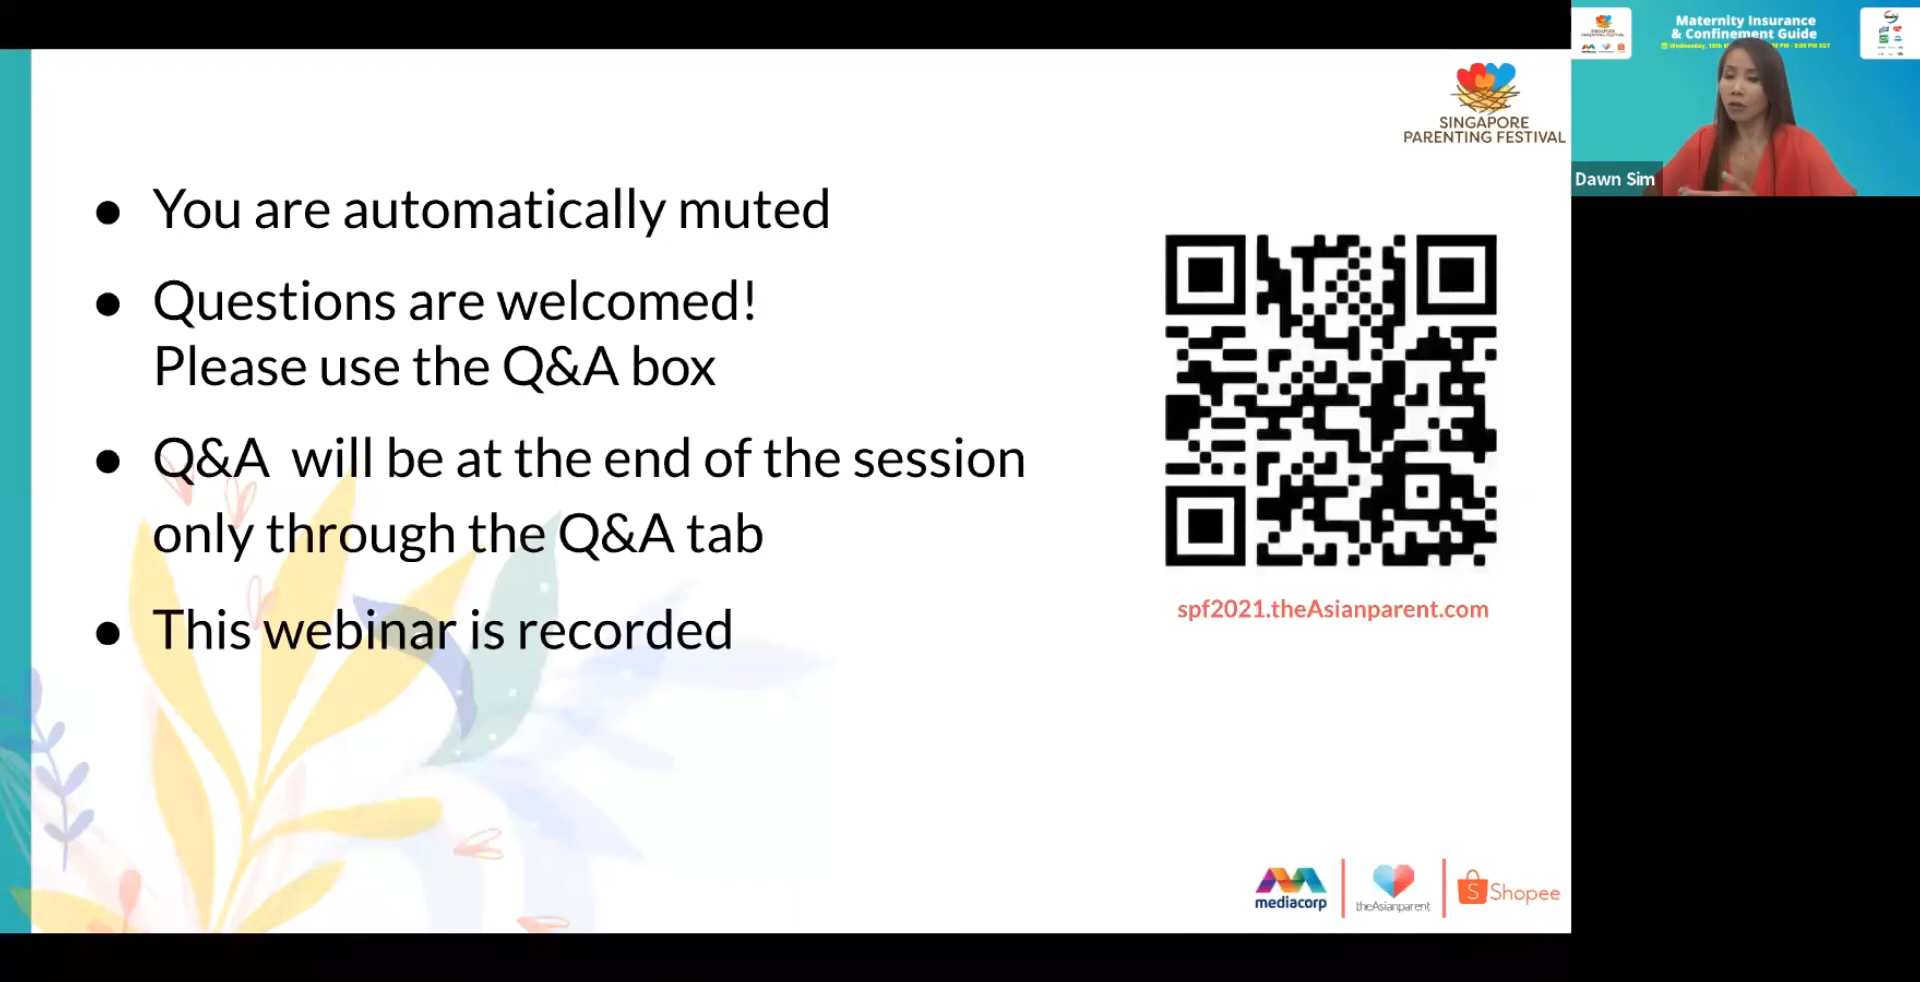 SINGAPORE
PARENTING FESTIVAL
● You are automatically muted
● Questions are welcomed!
Please use the Q&A box
● Q&A will be at the end of the session
only through the Q&A tab
● This webinar is recorded
spf2021.theAsianparent.com
mediacorp
theAsianparent
Shopee
Maternity Insurance
& Confinement Guide
Wednesday,
Dawn Sim